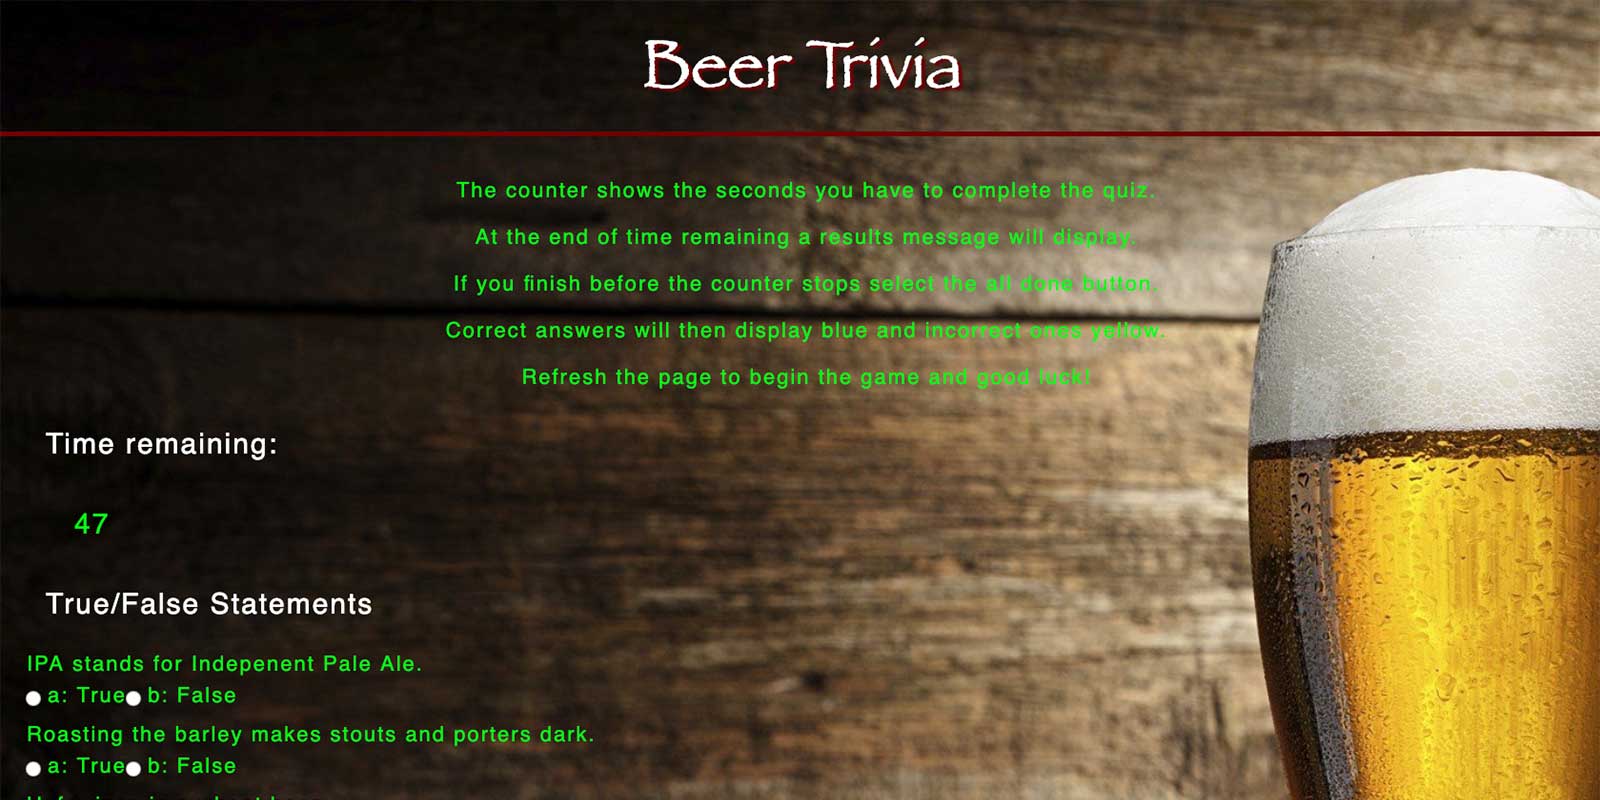 Beer Trivia
The counter shows the seconds you have to complete the quiz.
At the end of time remaining a results message will display.
If you finish before the counter stops select the all done button.
Correct answers will then display blue and incorrect ones yellow.
Refresh the page to begin the game and good luck!
Time remaining:
47
True/False Statements
IPA stands for Indepenent Pale Ale.
a: True b: False
Roasting the barley makes stouts and porters dark.
a: True b: False